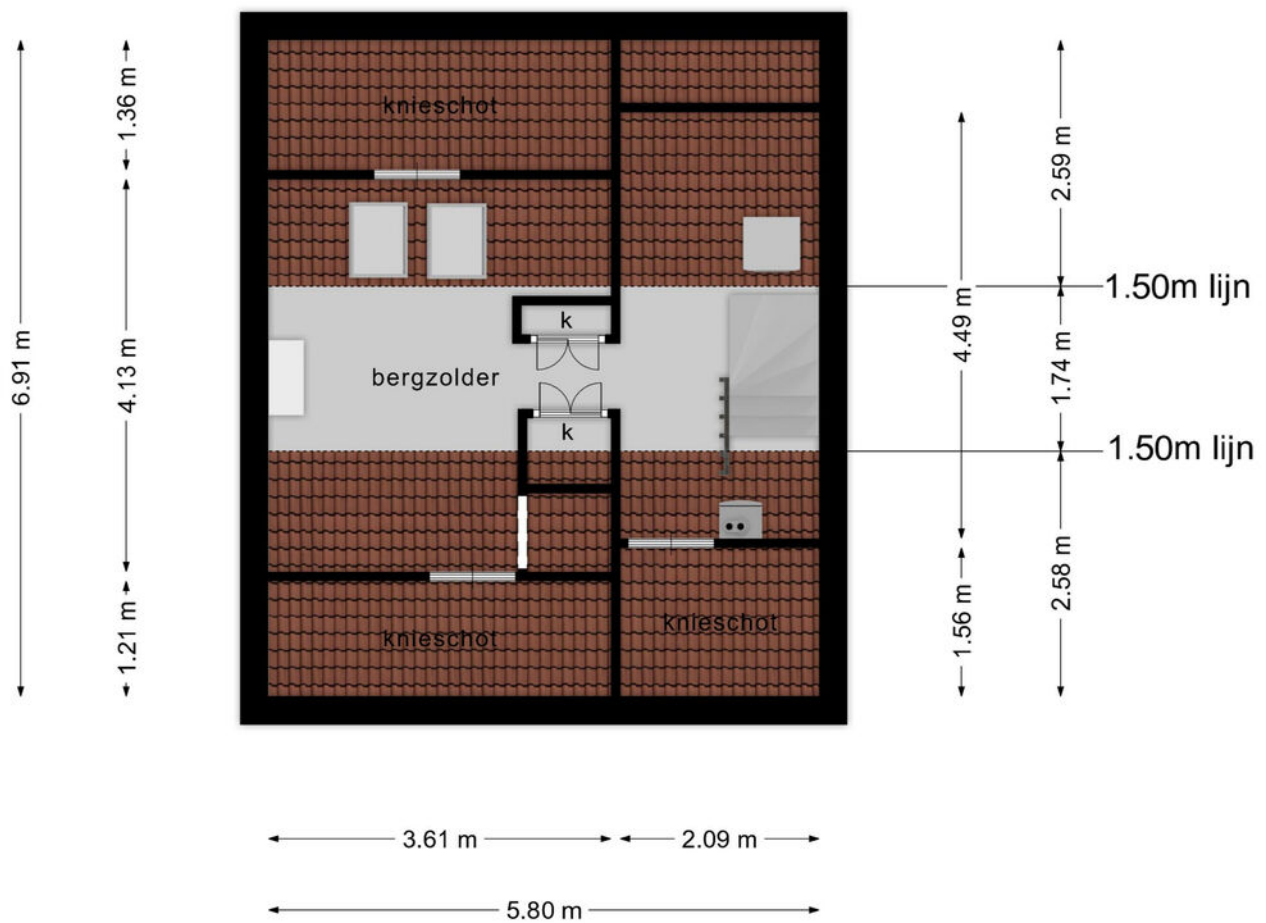 knieschot
1.36 m
2.59 m
1.50m lijn
k
6.91 m
4.13 m
4.49 m
1.74 m
bergzolder
k
1.50m lijn
1.21 m
knieschot
knieschot
1.56 m
2.58 m
3.61 m
2.09 m
5.80 m